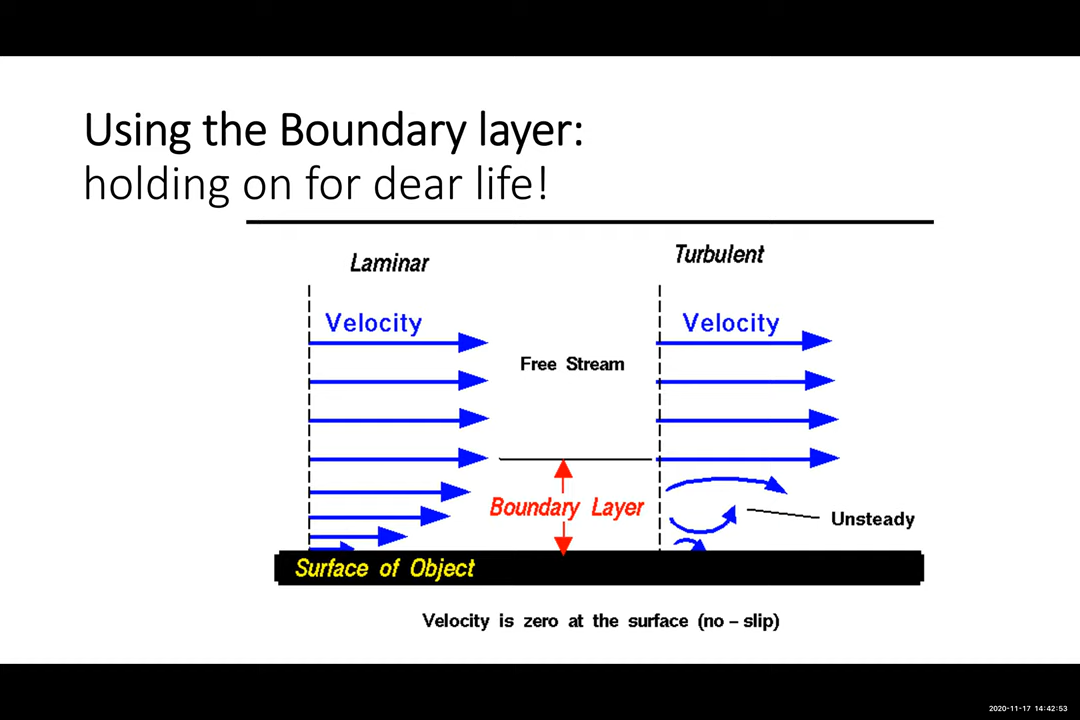 Using the Boundary layer:
holding on for dear life!
Laminar
Turbulent
Velocity
Velocity
Free Stream
Boundary Layer
Unsteady
Surface of Object
Velocity is zero at the surface (no – slip)
2020-11-17 14:42:53